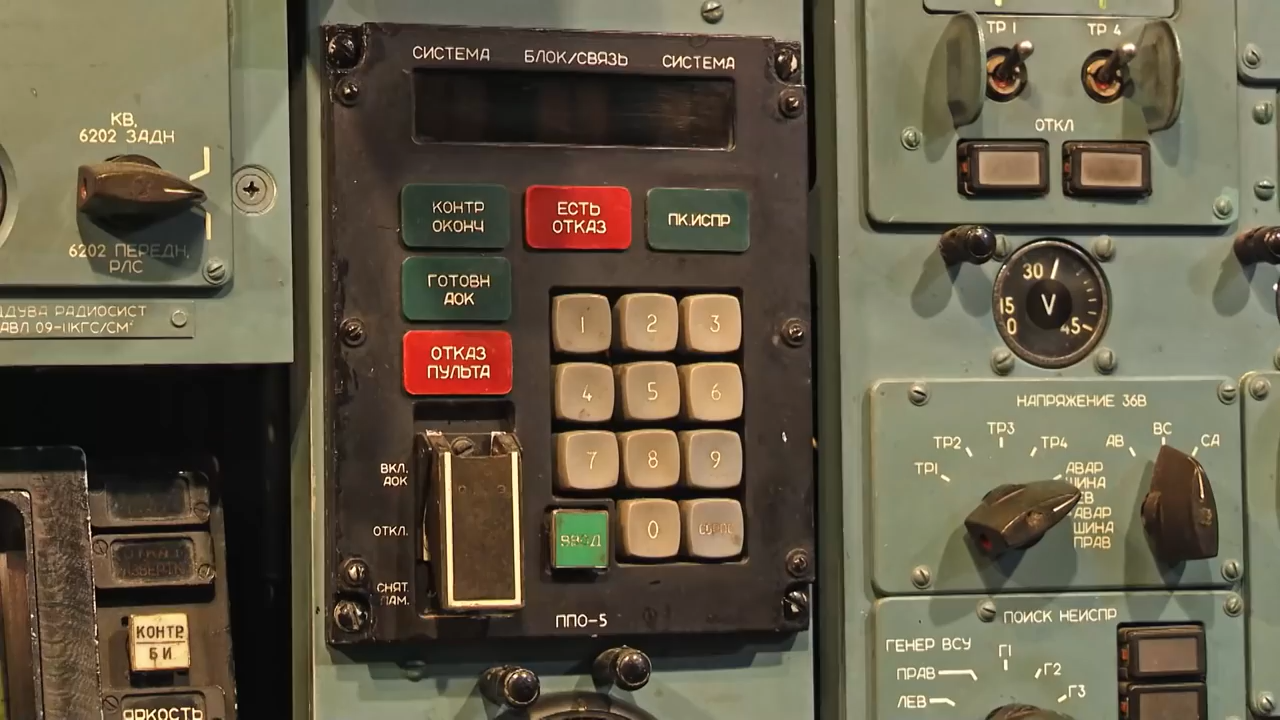 КВ,
6202 ЗАДН
6202 ПЕРЕДН,
РЛС
ДУВА РАДИОСИСТ
АВЛ 09-11КГС/СМ²
КОНТР
БИ
ЯРКОСТЬ
СИСТЕМА БЛОК/СВЯЗЬ СИСТЕМА
КОНТР
ОКОНЧ
ЕСТЬ
ОТКАЗ
ПК.ИСПР
ГОТОВН
АОК
ОТКАЗ
ПУЛЬТА
1 2 3
4 5 6
7 8 9
ВВОД 0 СБРОС
ВКЛ.
АОК
ОТКЛ.
СНЯТ.
ПАМ.
ППО-5
ТР 1 ТР 4
ОТКЛ
30
15 V
0 45
НАПРЯЖЕНИЕ 36В
ТР1 ТР2 ТР3 ТР4
АВАР
ШИНА
ЛЕВ
АВАР
ШИНА
ПРАВ
АВ ВС СА
ПОИСК НЕИСПР
ГЕНЕР ВСУ
ПРАВ
ЛЕВ
Г1
Г2
Г3